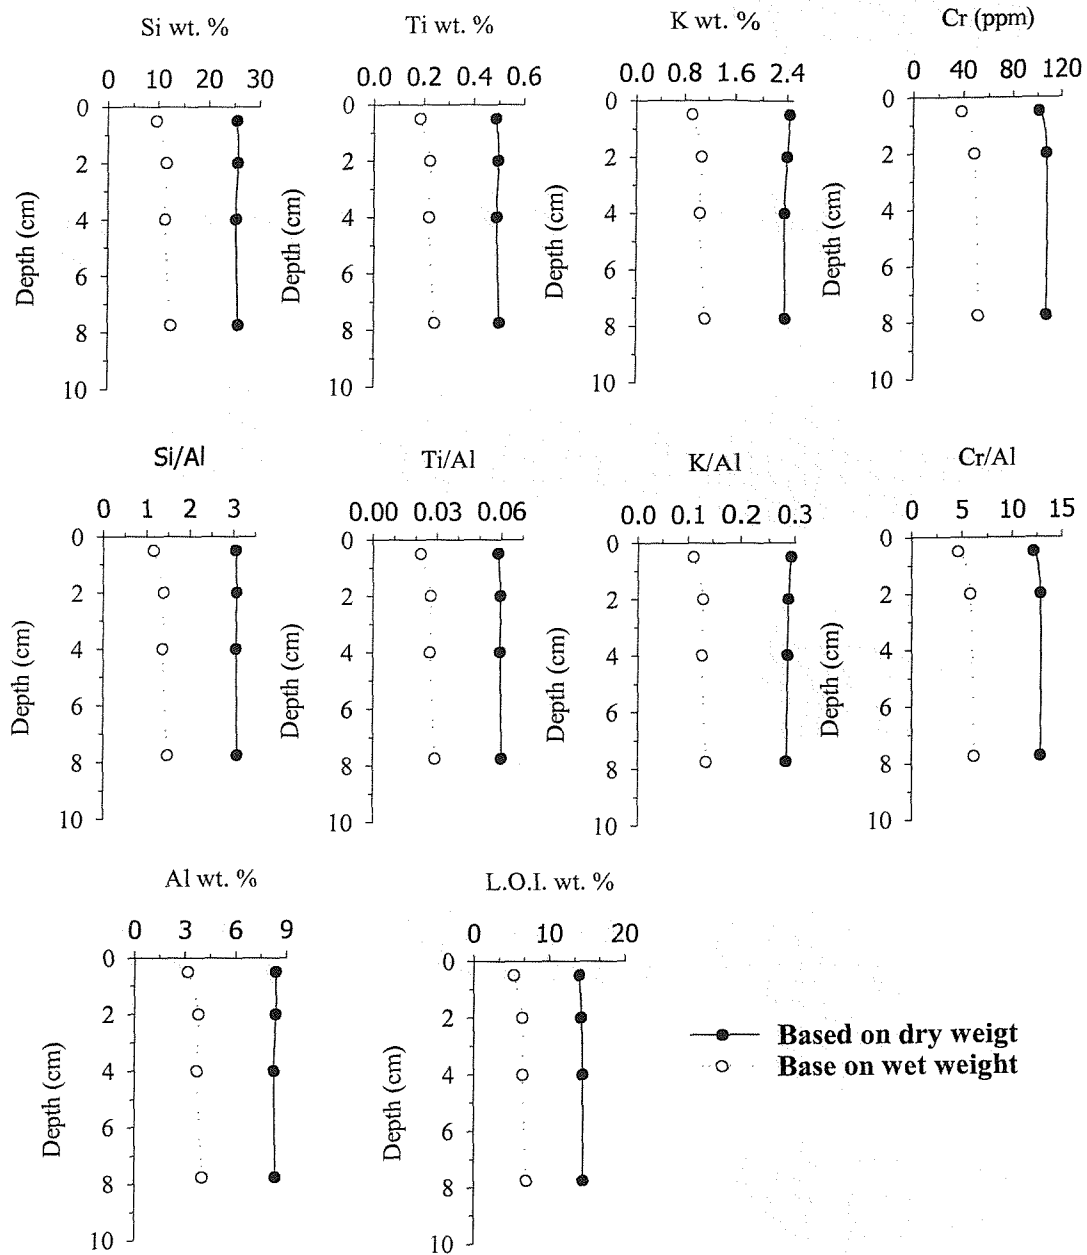 Si wt. %
Ti wt. %
K wt. %
Cr (ppm)
0 10 20 30
0.0 0.2 0.4 0.6
0.0 0.8 1.6 2.4
0 40 80 120
0
2
4
6
8
10
Depth (cm)
0
2
4
6
8
10
Depth (cm)
0
2
4
6
8
10
Depth (cm)
0
2
4
6
8
10
Depth (cm)
Si/Al
Ti/Al
K/Al
Cr/Al
0 1 2 3
0.00 0.03 0.06
0.0 0.1 0.2 0.3
0 5 10 15
0
2
4
6
8
10
Depth (cm)
0
2
4
6
8
10
Depth (cm)
0
2
4
6
8
10
Depth (cm)
0
2
4
6
8
10
Depth (cm)
Al wt. %
L.O.I. wt. %
0 3 6 9
0 10 20
0
2
4
6
8
10
Depth (cm)
0
2
4
6
8
10
Depth (cm)
Based on dry weigt
Base on wet weight